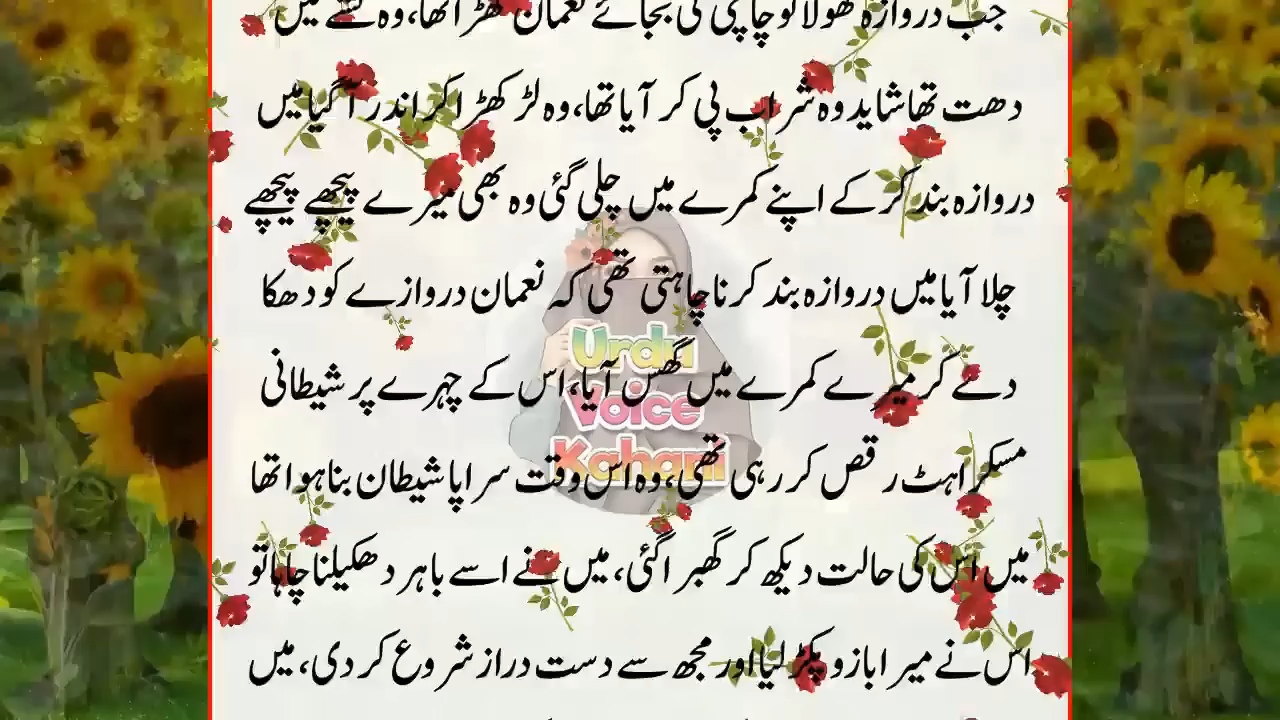 جب دروازہ کھولا تو چاچی کی بجائے نعمان کھڑا تھا، وہ نشے میں
دھت تھا شاید وہ شراب پی کر آیا تھا، وہ لڑکھڑا کر اندر آ گیا میں
دروازہ بند کر کے اپنے کمرے میں چلی گئی وہ بھی میرے پیچھے پیچھے
چلا آیا میں دروازہ بند کرنا چاہتی تھی کہ نعمان دروازے کو دھکا
دے کر میرے کمرے میں گھس آیا، اس کے چہرے پر شیطانی
مسکراہٹ رقص کر رہی تھی، وہ اس وقت سراپا شیطان بنا ہوا تھا
میں اس کی حالت دیکھ کر گھبرا گئی، میں نے اسے باہر دھکیلنا چاہا تو
اس نے میرا بازو پکڑ لیا اور مجھ سے دست دراز شروع کر دی، میں
Urdu
Voice
Kahani